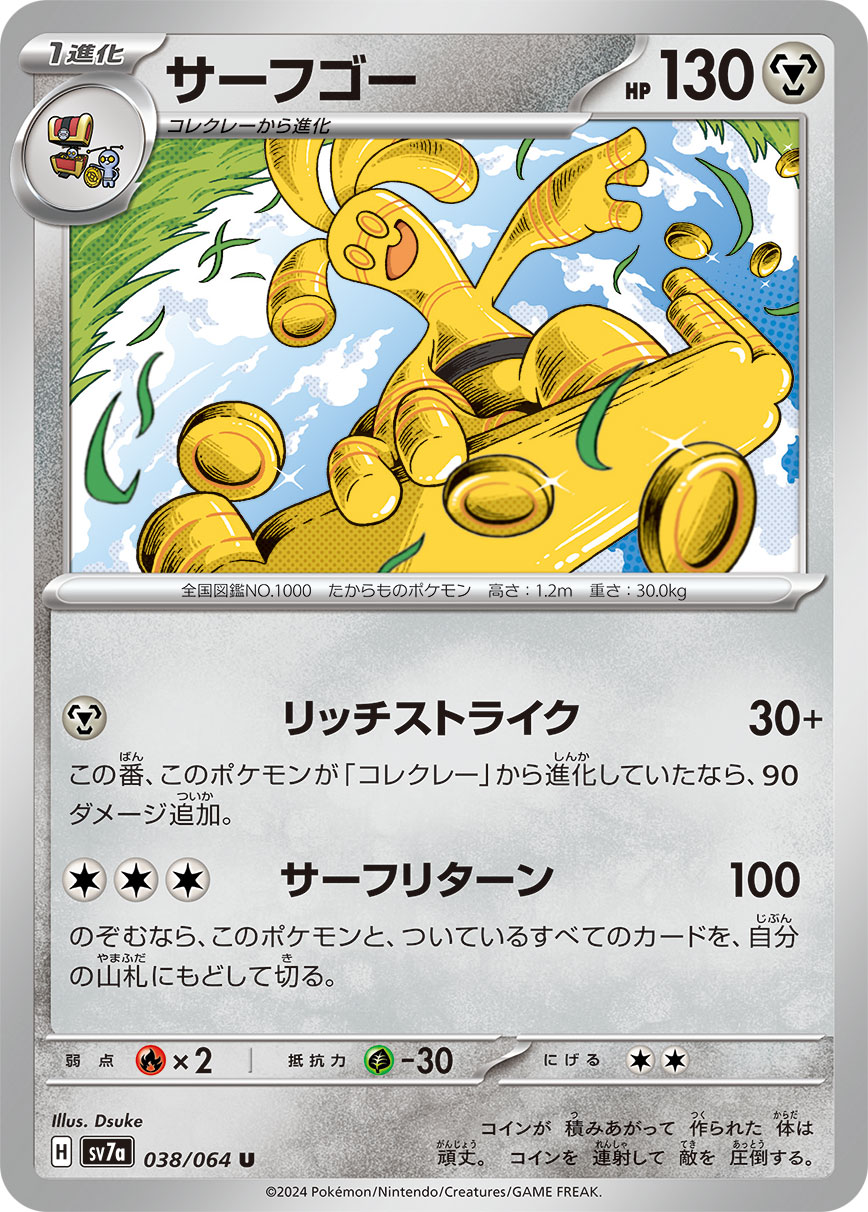 1進化
サーフゴー
HP 130
コレクレーから進化
全国図鑑NO.1000 たからものポケモン 高さ:1.2m 重さ:30.0kg
リッチストライク 30+
この番、このポケモンが「コレクレー」から進化していたなら、90
ダメージ追加。
サーフリターン 100
のぞむなら、このポケモンと、ついているすべてのカードを、自分
の山札にもどして切る。
弱点 ×2 抵抗力 -30 にげる
Illus. Dsuke
コインが 積みあがって 作られた 体は
頑丈。 コインを 連射して 敵を 圧倒する。
H sv7a 038/064 U
©2024 Pokémon/Nintendo/Creatures/GAME FREAK.